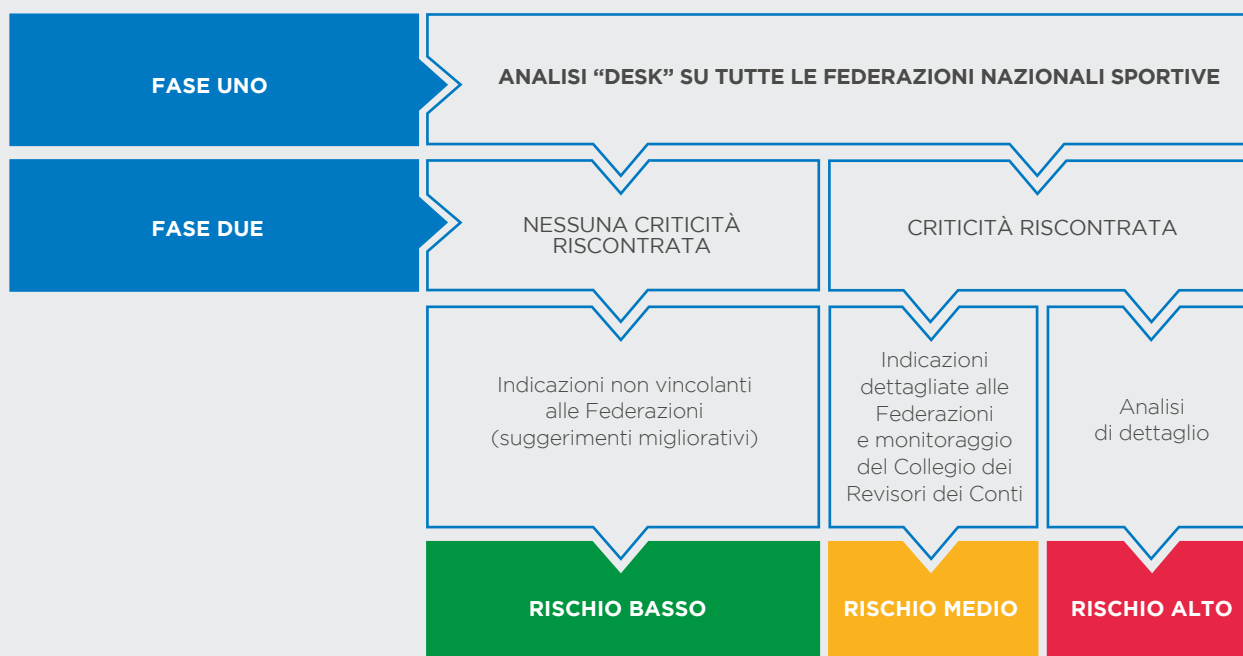 FASE UNO
ANALISI “DESK” SU TUTTE LE FEDERAZIONI NAZIONALI SPORTIVE
FASE DUE
NESSUNA CRITICITÀ
RISCONTRATA
CRITICITÀ RISCONTRATA
Indicazioni non vincolanti
alle Federazioni
(suggerimenti migliorativi)
Indicazioni
dettagliate alle
Federazioni
e monitoraggio
del Collegio dei
Revisori dei Conti
Analisi
di dettaglio
RISCHIO BASSO
RISCHIO MEDIO
RISCHIO ALTO